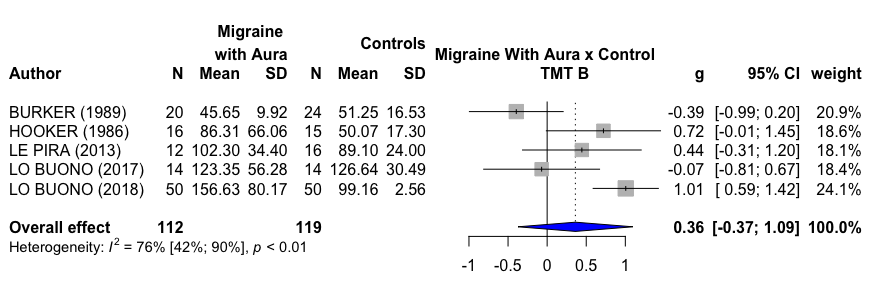 Migraine
with Aura
Controls
Migraine With Aura x Control
Author N Mean SD N Mean SD TMT B g 95% CI weight
BURKER (1989) 20 45.65 9.92 24 51.25 16.53 -0.39 [-0.99; 0.20] 20.9%
HOOKER (1986) 16 86.31 66.06 15 50.07 17.30 0.72 [-0.01; 1.45] 18.6%
LE PIRA (2013) 12 102.30 34.40 16 89.10 24.00 0.44 [-0.31; 1.20] 18.1%
LO BUONO (2017) 14 123.35 56.28 14 126.64 30.49 -0.07 [-0.81; 0.67] 18.4%
LO BUONO (2018) 50 156.63 80.17 50 99.16 2.56 1.01 [ 0.59; 1.42] 24.1%
Overall effect 112 119 0.36 [-0.37; 1.09] 100.0%
Heterogeneity: I² = 76% [42%; 90%], p < 0.01
-1 -0.5 0 0.5 1